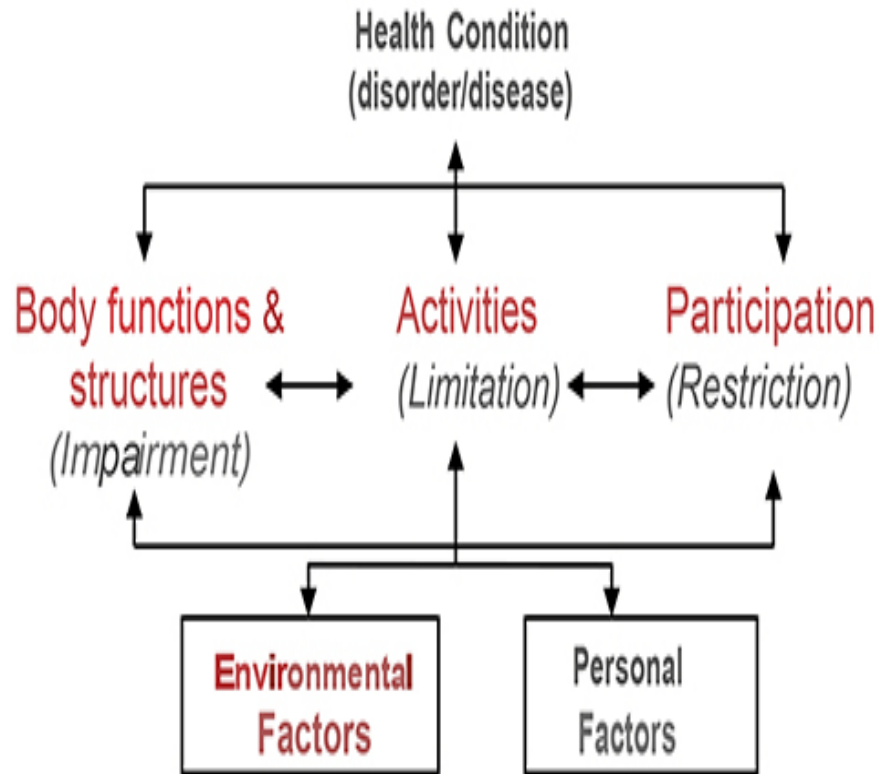 Health Condition
(disorder/disease)
Body functions &
structures
(Impairment)
Activities
(Limitation)
Participation
(Restriction)
Environmental
Factors
Personal
Factors